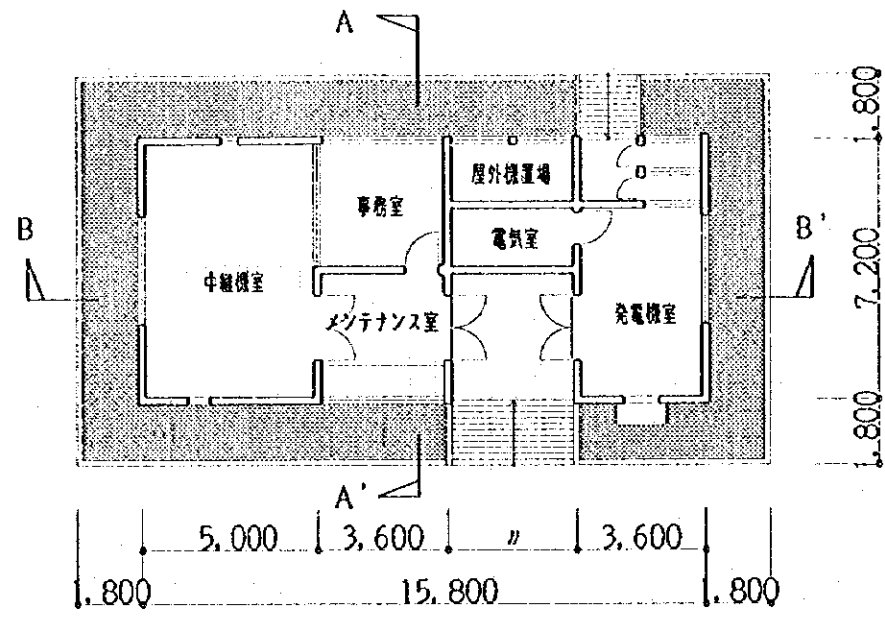 A
1,800
屋外機置場
事務室
電気室
B
B'
中継機室
7,200
メンテナンス室
発電機室
1,800
A'
5,000 3,600 〃 3,600
1,800 15,800 1,800